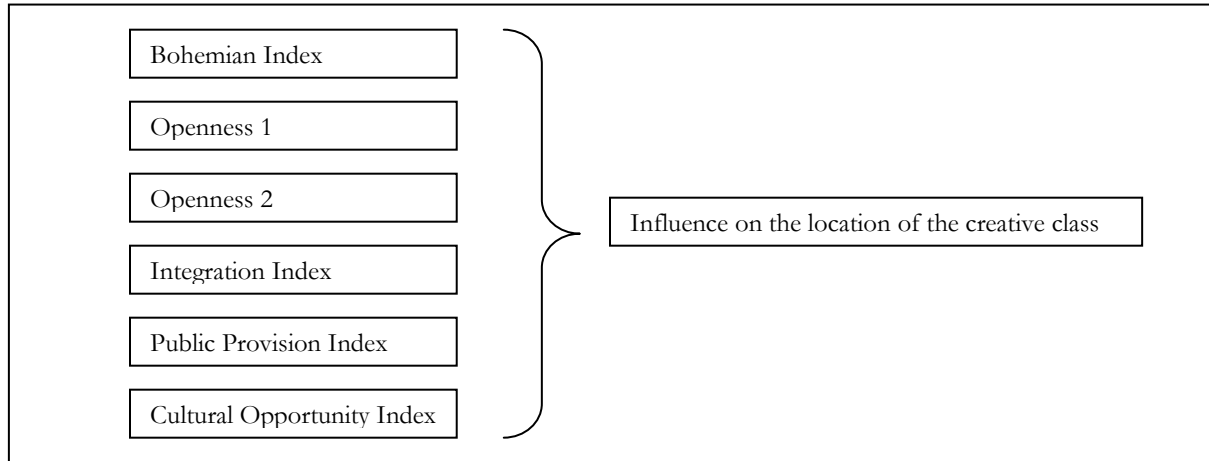 Bohemian Index
Openness 1
Openness 2
Integration Index
Public Provision Index
Cultural Opportunity Index
Influence on the location of the creative class